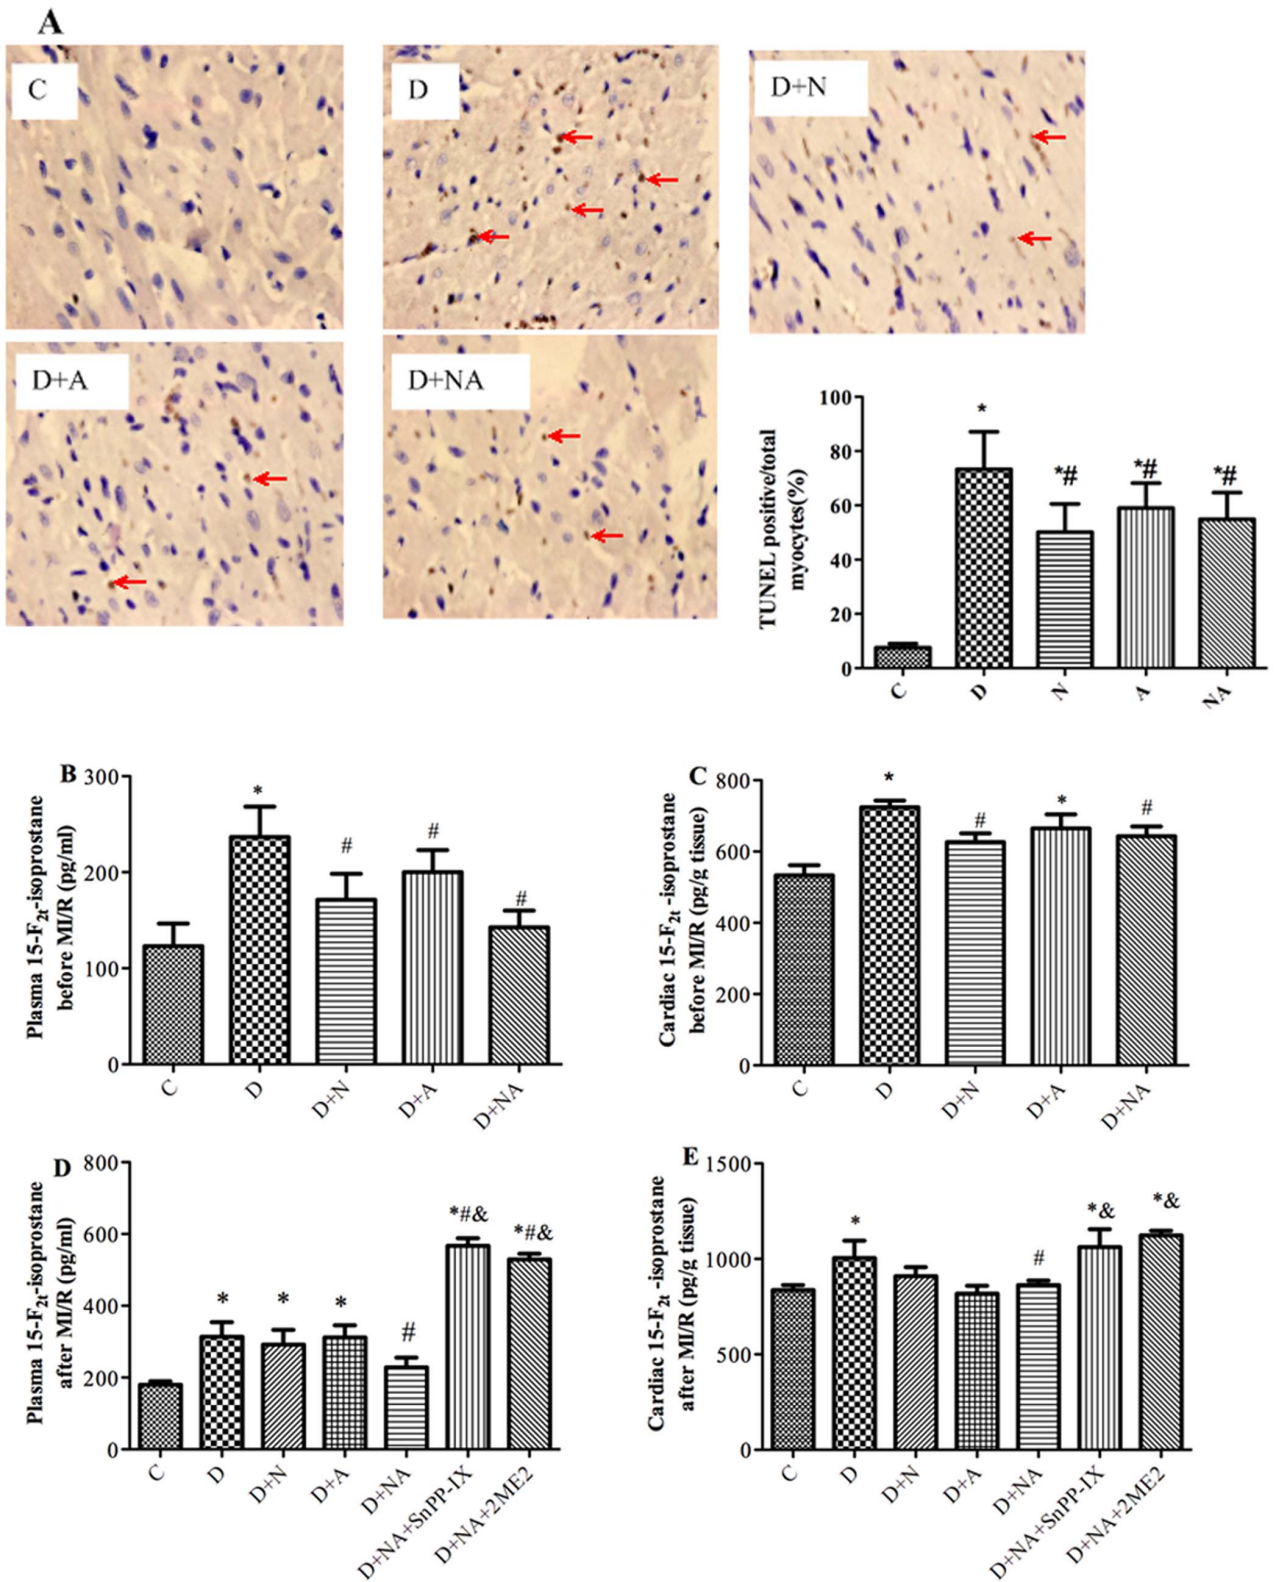 A
C
D
D+N
D+A
D+NA
TUNEL positive/total
myocytes(%)
100
80
60
40
20
0
*
*#
*#
*#
C
D
N
A
NA
B
Plasma 15-F2t-isoprostane
before MI/R (pg/ml)
300
200
100
0
*
#
#
#
C
D
D+N
D+A
D+NA
C
Cardiac 15-F2t -isoprostane
before MI/R (pg/g tissue)
800
600
400
200
0
*
#
*
#
C
D
D+N
D+A
D+NA
D
Plasma 15-F2t-isoprostane
after MI/R (pg/ml)
800
600
400
200
0
*
*
*
#
*#&
*#&
C
D
D+N
D+A
D+NA
D+NA+SnPP-IX
D+NA+2ME2
E
Cardiac 15-F2t -isoprostane
after MI/R (pg/g tissue)
1500
1000
500
0
*
#
*&
*&
C
D
D+N
D+A
D+NA
D+NA+SnPP-IX
D+NA+2ME2